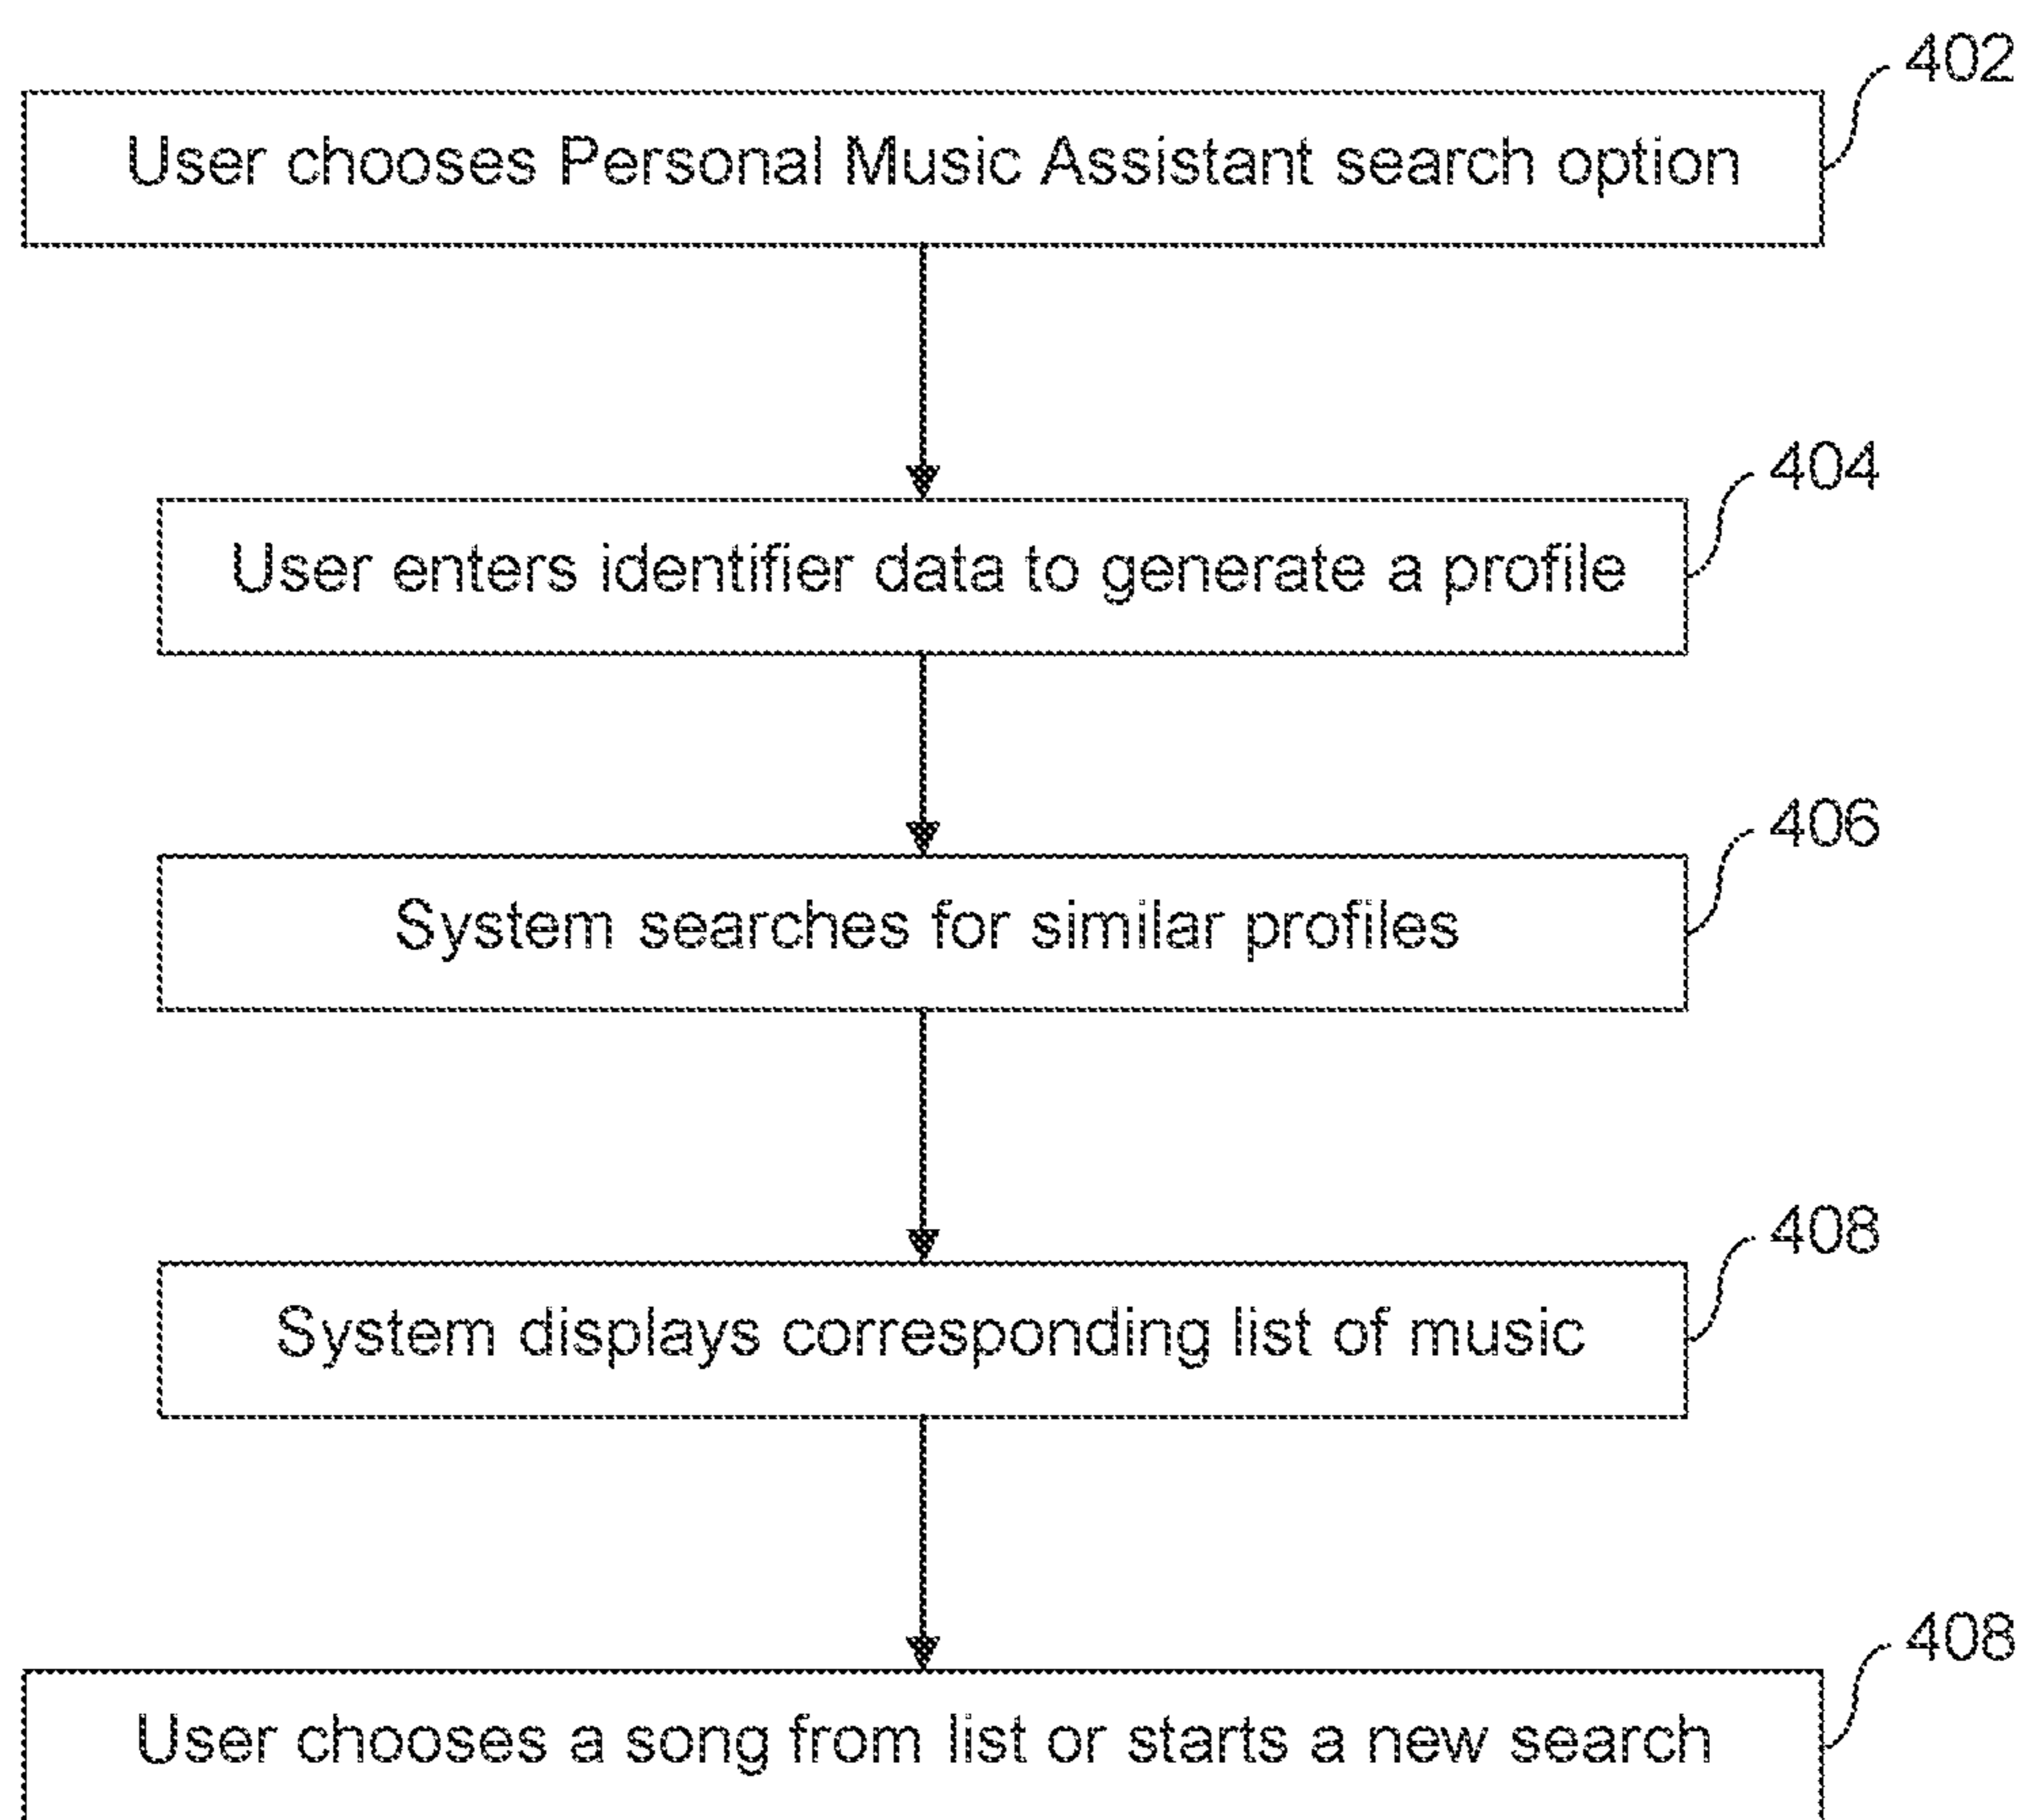 402
User chooses Personal Music Assistant search option
404
User enters identifier data to generate a profile
406
System searches for similar profiles
408
System displays corresponding list of music
408
User chooses a song from list or starts a new search